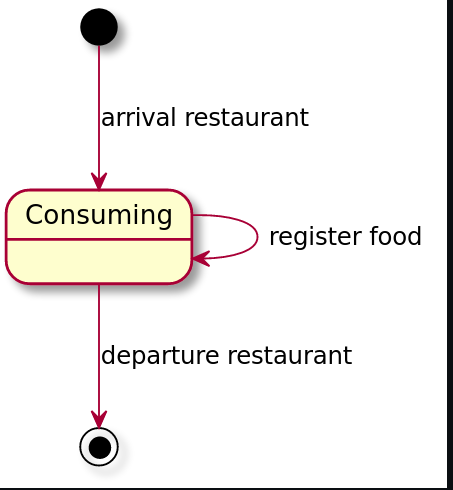 arrival restaurant
Consuming
register food
departure restaurant